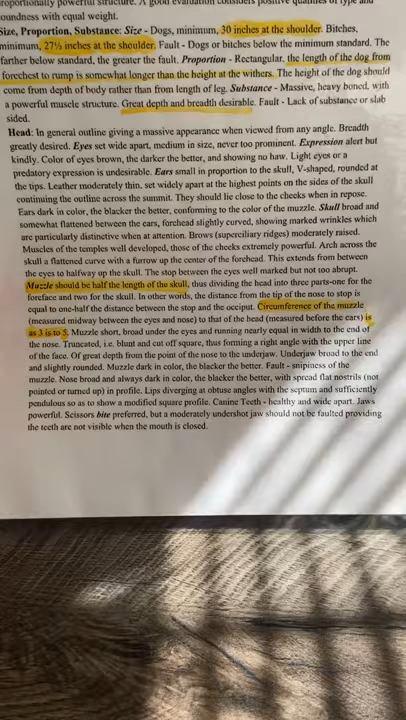 proportionally powerful structure. A good evaluation considers positive qualities of type and
soundness with equal weight.
Size, Proportion, Substance: Size - Dogs, minimum, 30 inches at the shoulder. Bitches,
minimum, 27½ inches at the shoulder. Fault - Dogs or bitches below the minimum standard. The
farther below standard, the greater the fault. Proportion - Rectangular, the length of the dog from
forechest to rump is somewhat longer than the height at the withers. The height of the dog should
come from depth of body rather than from length of leg. Substance - Massive, heavy boned, with
a powerful muscle structure. Great depth and breadth desirable. Fault - Lack of substance or slab
sided.
Head: In general outline giving a massive appearance when viewed from any angle. Breadth
greatly desired. Eyes set wide apart, medium in size, never too prominent. Expression alert but
kindly. Color of eyes brown, the darker the better, and showing no haw. Light eyes or a
predatory expression is undesirable. Ears small in proportion to the skull, V-shaped, rounded at
the tips. Leather moderately thin, set widely apart at the highest points on the sides of the skull
continuing the outline across the summit. They should lie close to the cheeks when in repose.
Ears dark in color, the blacker the better, conforming to the color of the muzzle. Skull broad and
somewhat flattened between the ears, forehead slightly curved, showing marked wrinkles which
are particularly distinctive when at attention. Brows (superciliary ridges) moderately raised.
Muscles of the temples well developed, those of the cheeks extremely powerful. Arch across the
skull a flattened curve with a furrow up the center of the forehead. This extends from between
the eyes to halfway up the skull. The stop between the eyes well marked but not too abrupt.
Muzzle should be half the length of the skull, thus dividing the head into three parts-one for the
foreface and two for the skull. In other words, the distance from the tip of the nose to stop is
equal to one-half the distance between the stop and the occiput. Circumference of the muzzle
(measured midway between the eyes and nose) to that of the head (measured before the ears) is
as 3 is to 5. Muzzle short, broad under the eyes and running nearly equal in width to the end of
the nose. Truncated, i.e. blunt and cut off square, thus forming a right angle with the upper line
of the face. Of great depth from the point of the nose to the underjaw. Underjaw broad to the end
and slightly rounded. Muzzle dark in color, the blacker the better. Fault - snipiness of the
muzzle. Nose broad and always dark in color, the blacker the better, with spread flat nostrils (not
pointed or turned up) in profile. Lips diverging at obtuse angles with the septum and sufficiently
pendulous so as to show a modified square profile. Canine Teeth - healthy and wide apart. Jaws
powerful. Scissors bite preferred, but a moderately undershot jaw should not be faulted providing
the teeth are not visible when the mouth is closed.